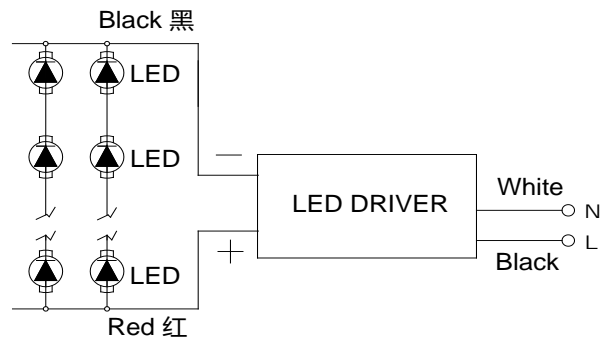 Black 黑
LED
LED
LED DRIVER
White
N
L
Black
LED
Red 红